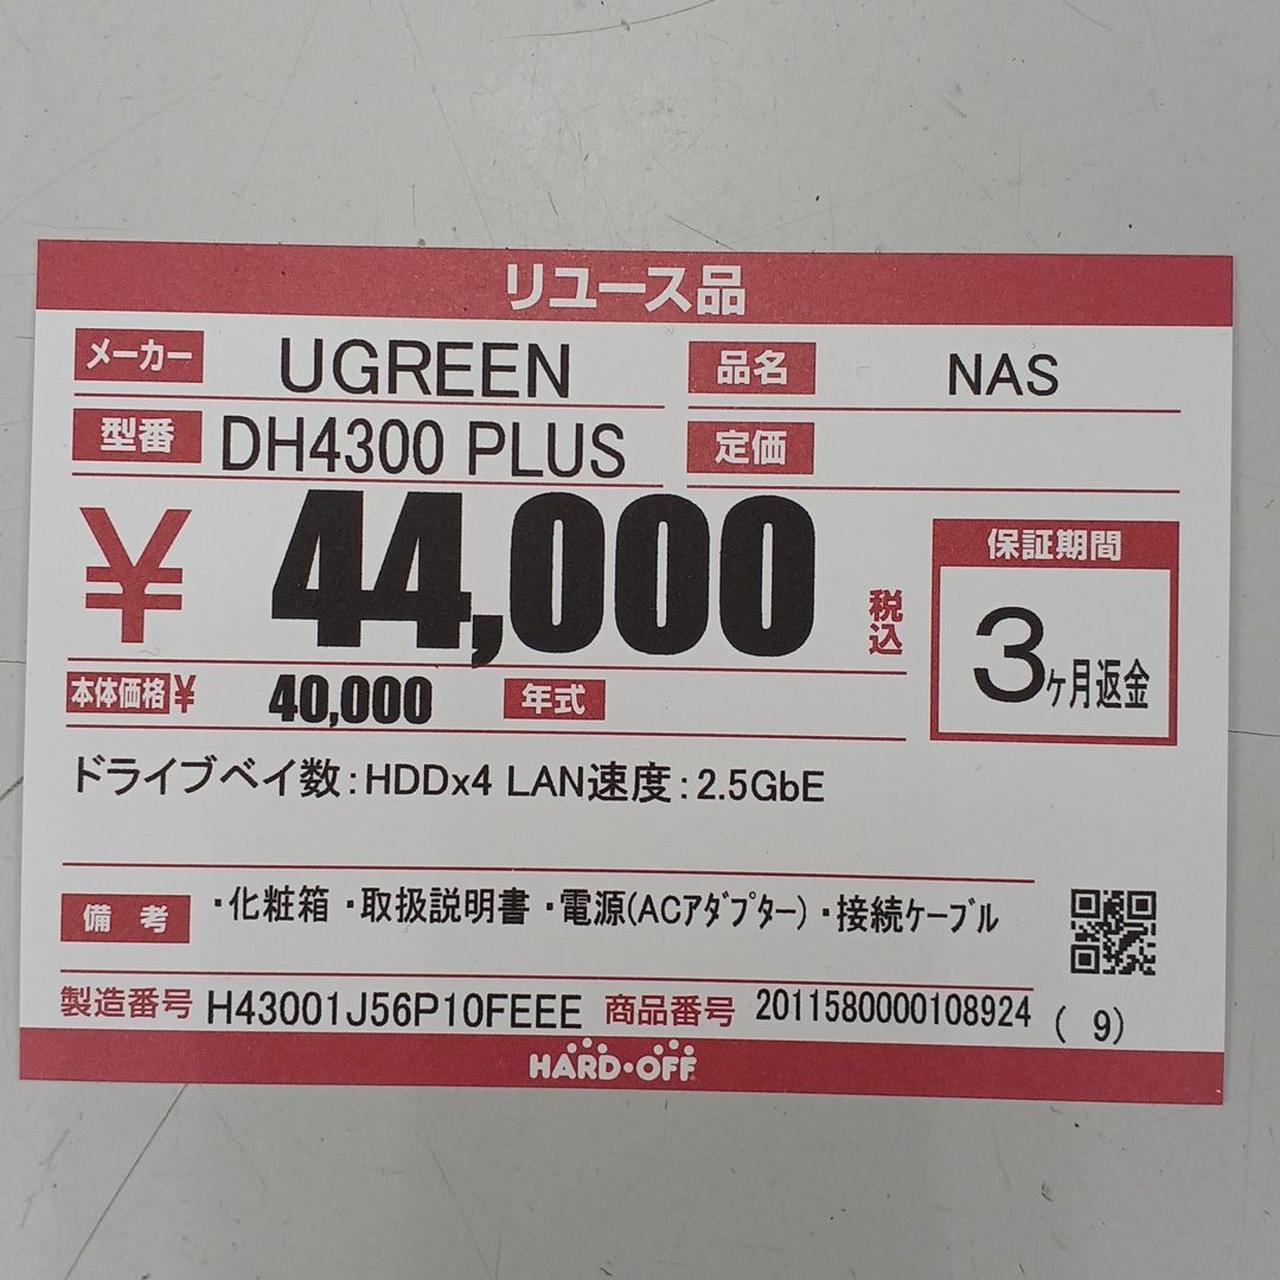 リユース品
メーカー UGREEN 品名 NAS
型番 DH4300 PLUS 定価
¥ 44,000 税込
保証期間
3ヶ月返金
本体価格¥ 40,000 年式
ドライブベイ数:HDDx4 LAN速度:2.5GbE
備考 ・化粧箱 ・取扱説明書 ・電源(ACアダプター) ・接続ケーブル
製造番号 H43001J56P10FEEE 商品番号 2011580000108924 ( 9)
HARD・OFF